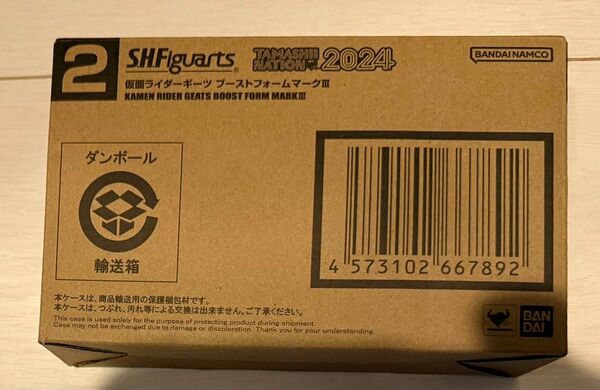 2
S.H.Figuarts
TAMASHII NATION 2024
BANDAI NAMCO
仮面ライダーギーツ ブーストフォームマークIII
KAMEN RIDER GEATS BOOST FORM MARKIII
ダンボール
輸送箱
4 573102 667892
本ケースは、商品輸送用の保護梱包材です。
本ケースは、つぶれ、汚れ等による交換は出来ません。ご了承ください。
This case is used solely for the purpose of protecting product during shipment.
Case may not be exchanged due to damage or discoloration. Thank you for your understanding.
BAN
DAI